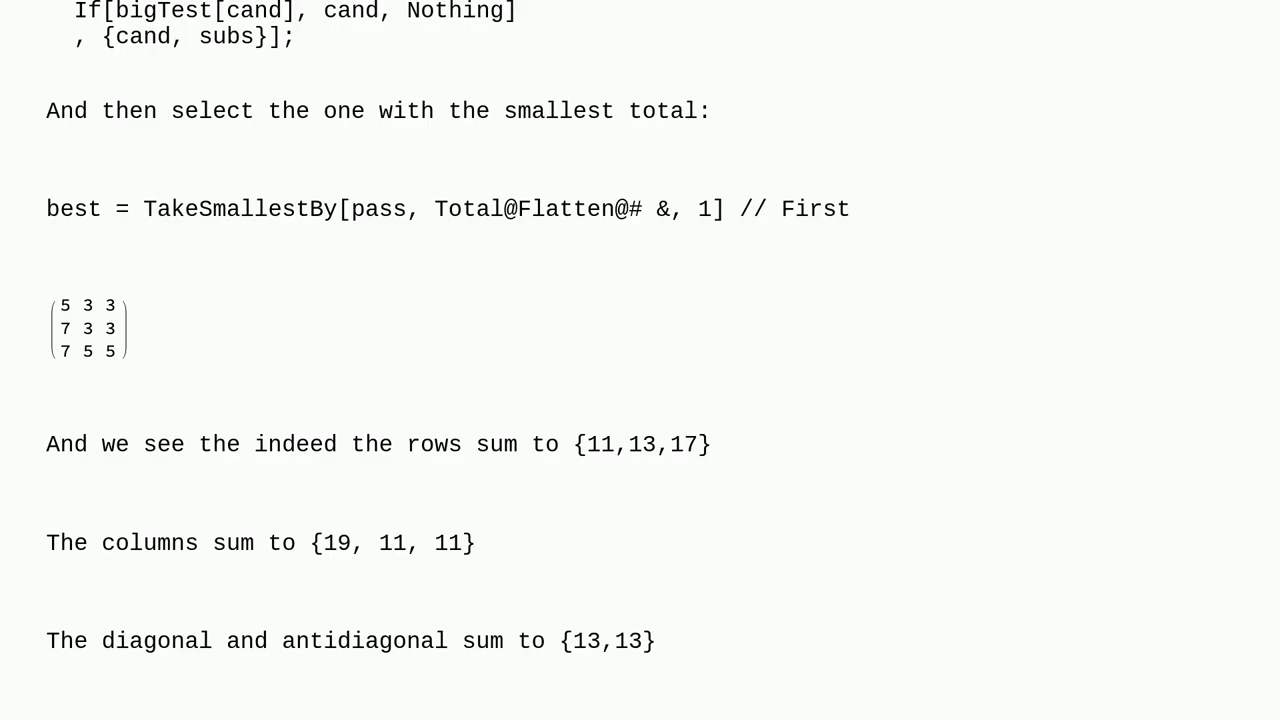 If[bigTest[cand], cand, Nothing]
, {cand, subs}];
And then select the one with the smallest total:
best = TakeSmallestBy[pass, Total@Flatten@# &, 1] // First
5 3 3
7 3 3
7 5 5
And we see the indeed the rows sum to {11,13,17}
The columns sum to {19, 11, 11}
The diagonal and antidiagonal sum to {13,13}